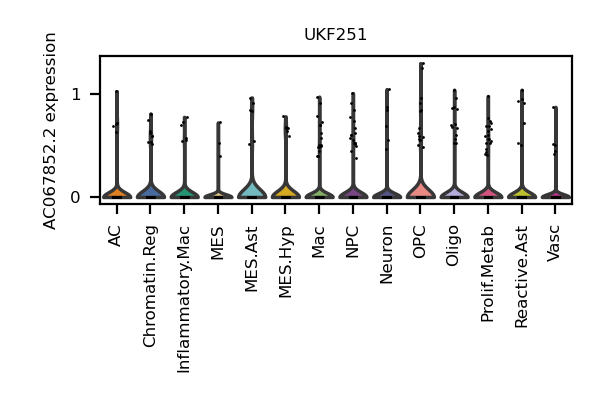 UKF251
AC067852.2 expression
1
0
AC
Chromatin.Reg
Inflammatory.Mac
MES
MES.Ast
MES.Hyp
Mac
NPC
Neuron
OPC
Oligo
Prolif.Metab
Reactive.Ast
Vasc